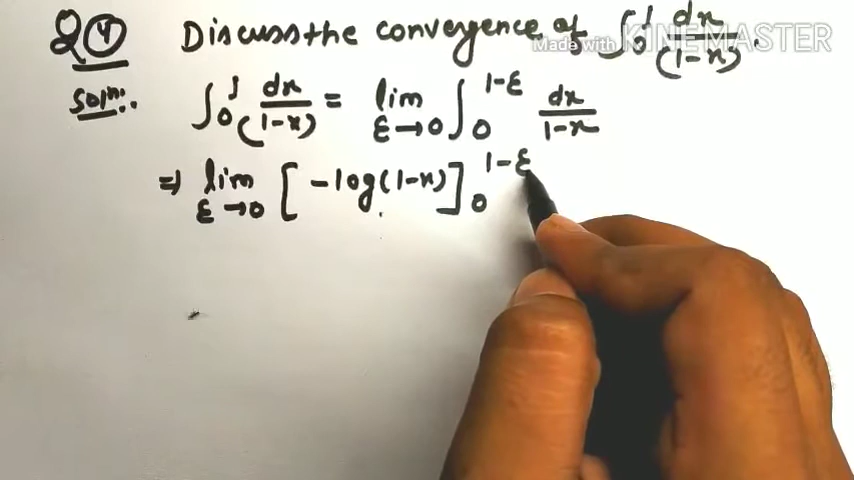 Q④ Discuss the convergence of ∫₀¹ dx/(1-x).
Made with KINEMASTER
Soln:. ∫₀¹ dx/(1-x) = lim ε→0 ∫₀^(1-ε) dx/1-x
⇒ lim ε→0 [-log(1-x)]₀^(1-ε)